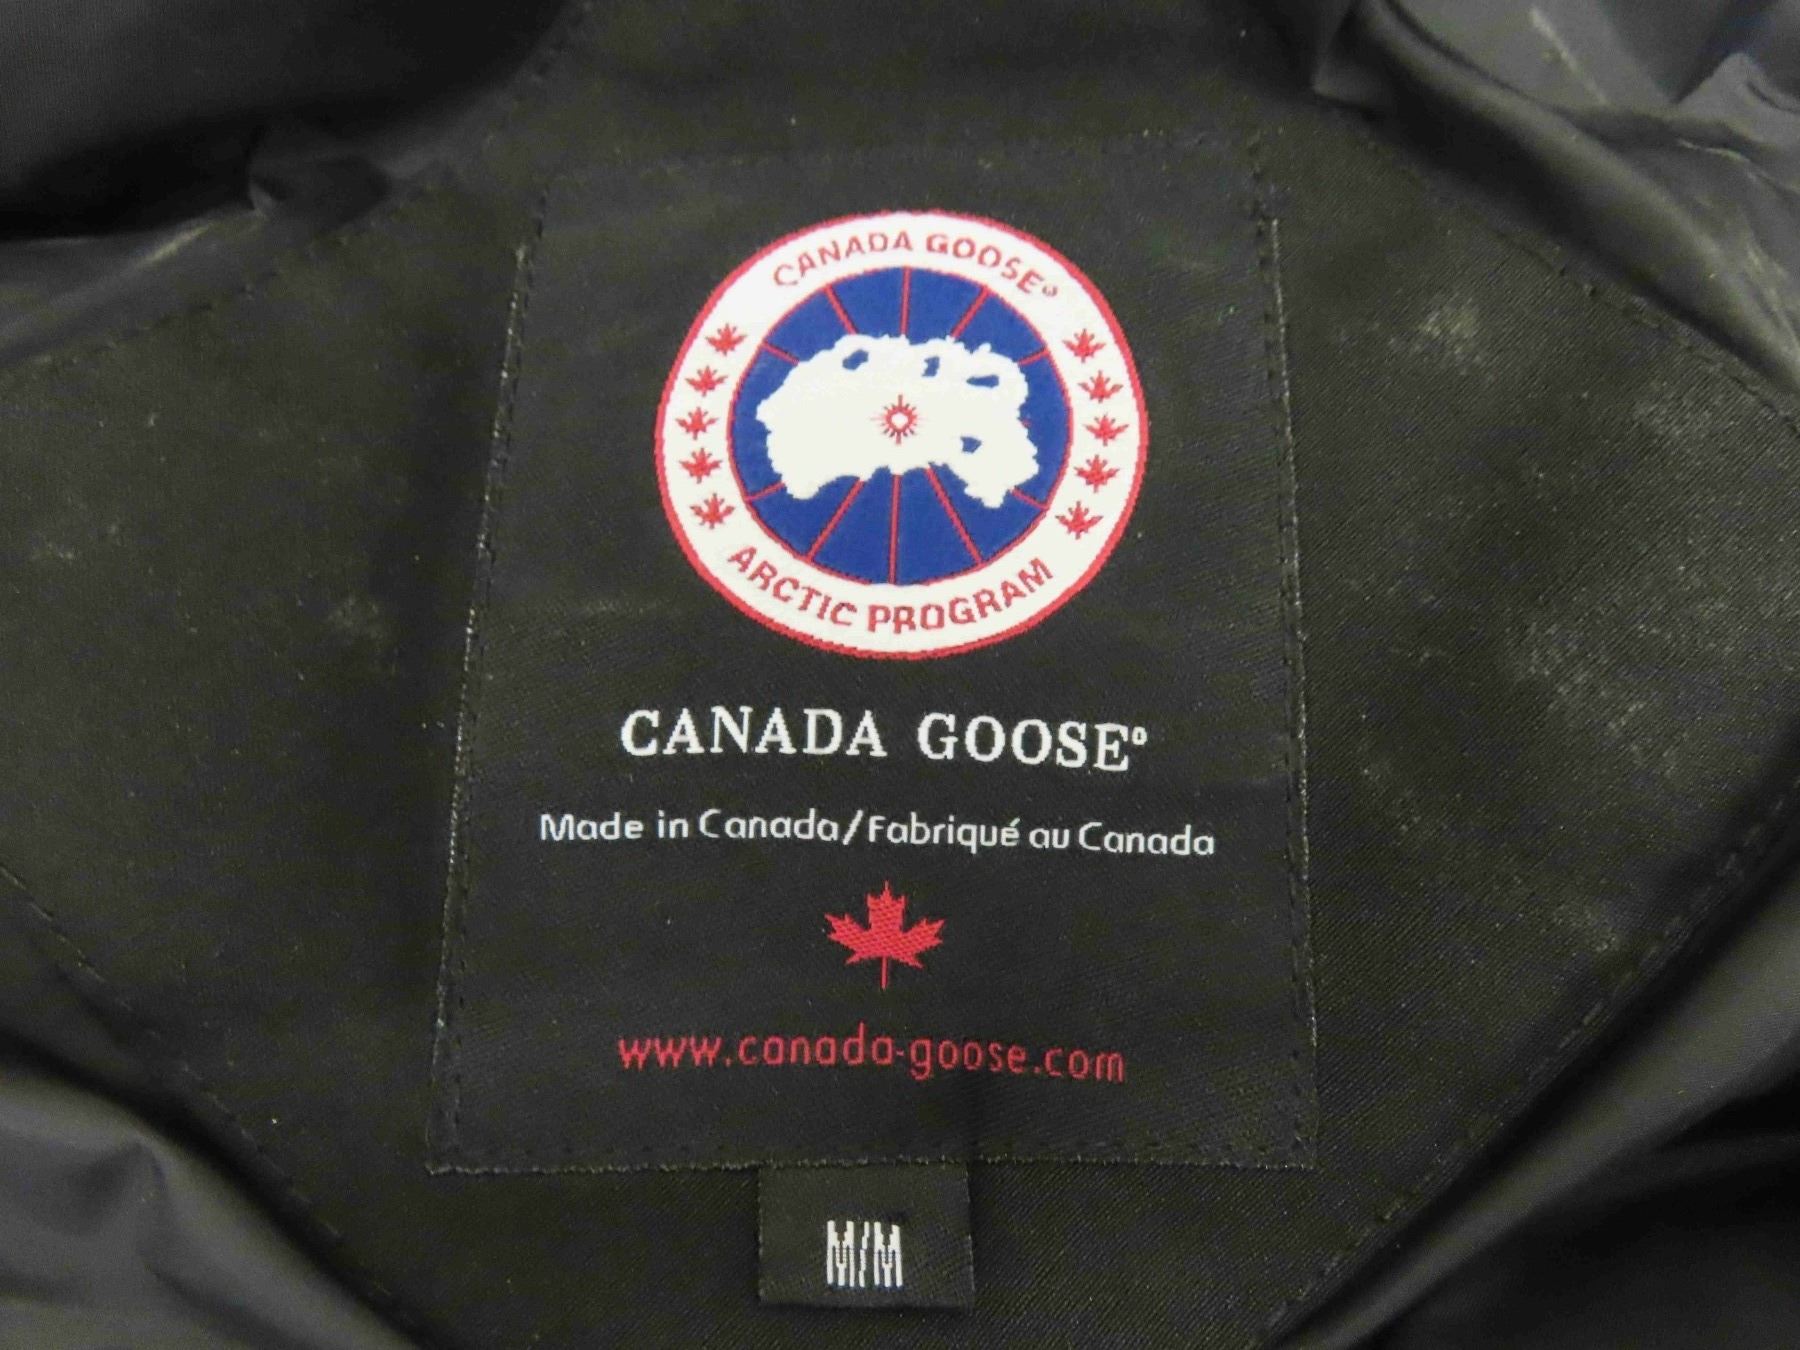 CANADA GOOSE®
ARCTIC PROGRAM
CANADA GOOSE®
Made in Canada/Fabriqué au Canada
www.canada-goose.com
M/M